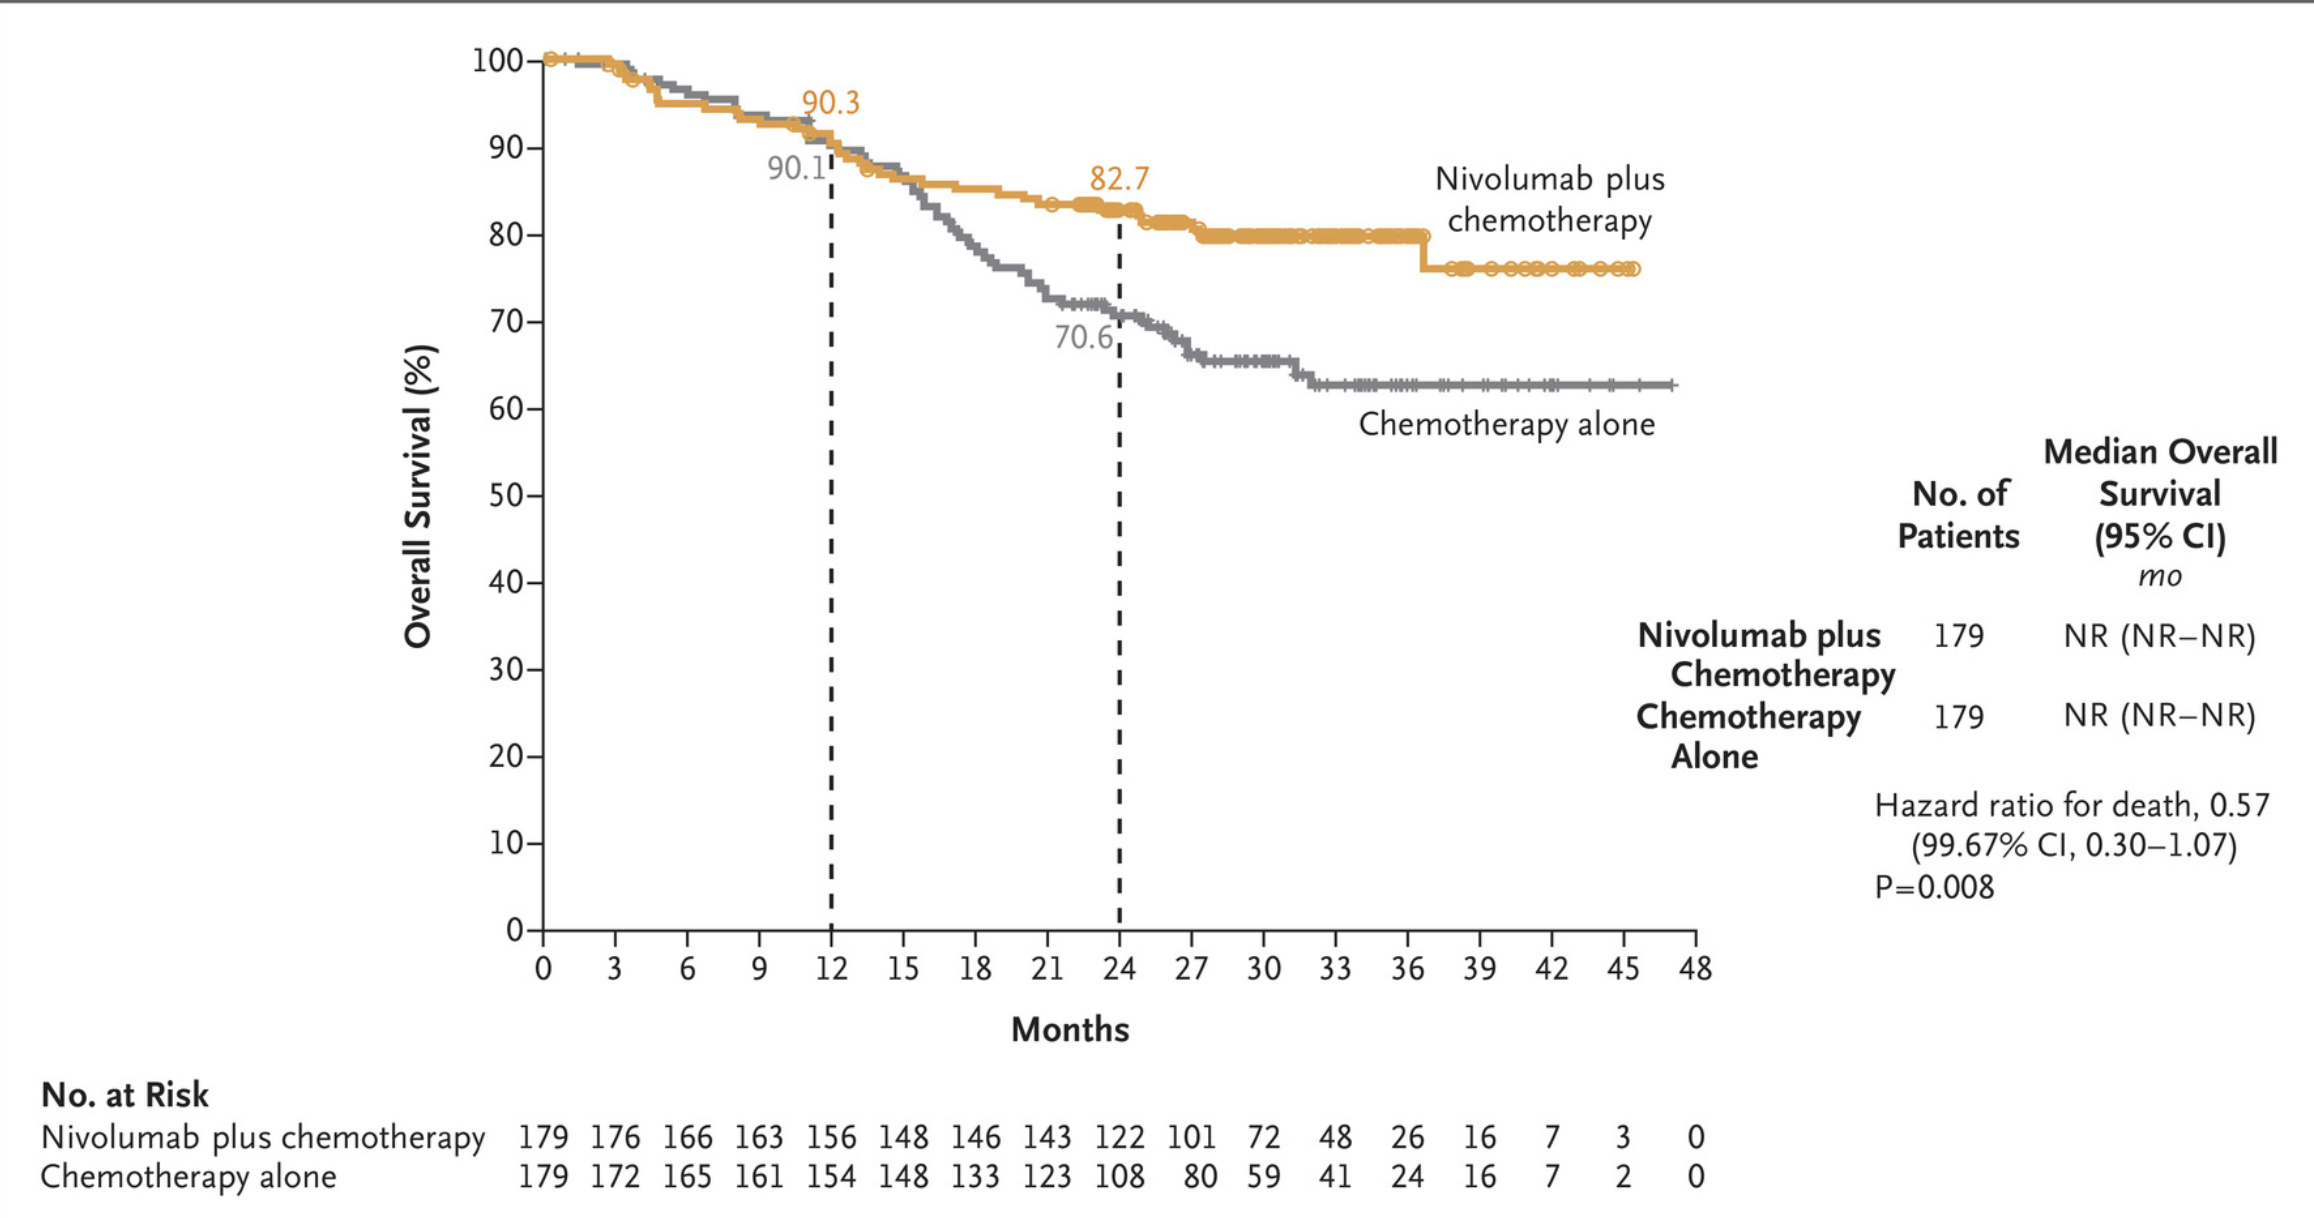 100
90
80
70
60
50
40
30
20
10
0
Overall Survival (%)
90.3
90.1
82.7
70.6
Nivolumab plus
chemotherapy
Chemotherapy alone
0 3 6 9 12 15 18 21 24 27 30 33 36 39 42 45 48
Months
No. of
Patients
Median Overall
Survival
(95% CI)
mo
Nivolumab plus
Chemotherapy
179 NR (NR–NR)
Chemotherapy
Alone
179 NR (NR–NR)
Hazard ratio for death, 0.57
(99.67% CI, 0.30–1.07)
P=0.008
No. at Risk
Nivolumab plus chemotherapy 179 176 166 163 156 148 146 143 122 101 72 48 26 16 7 3 0
Chemotherapy alone 179 172 165 161 154 148 133 123 108 80 59 41 24 16 7 2 0